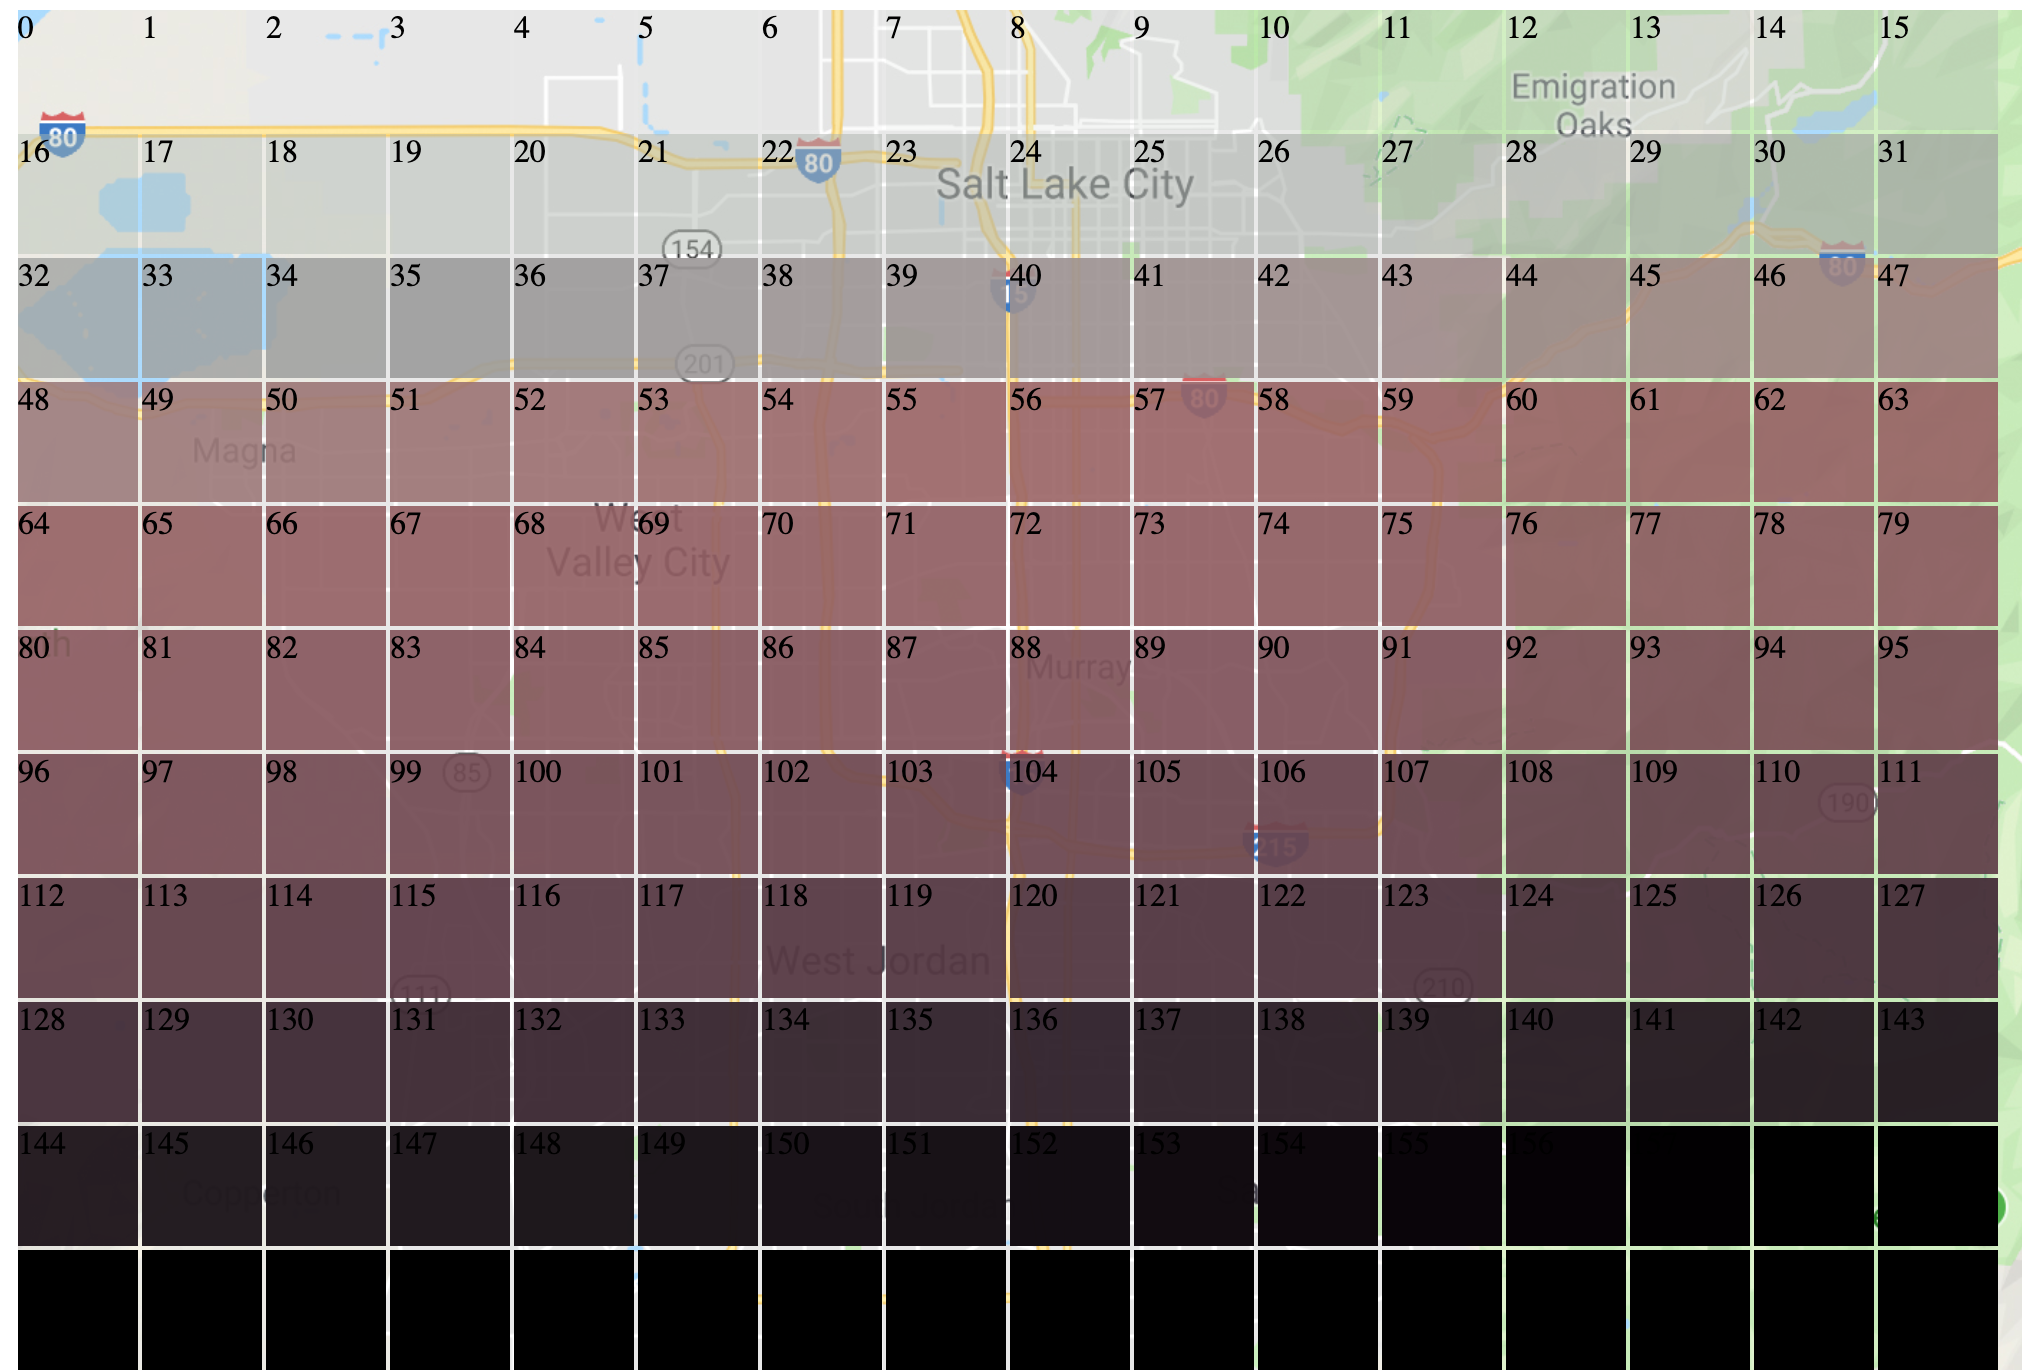 0 1 2 3 4 5 6 7 8 9 10 11 12 13 14 15
Emigration
Oaks
80
16 17 18 19 20 21 22 80 23 24 25 26 27 28 29 30 31
Salt Lake City
154
32 33 34 35 36 37 38 39 40 41 42 43 44 45 46 80 47
201
48 49 50 51 52 53 54 55 56 57 80 58 59 60 61 62 63
Magna
64 65 66 67 68 69 70 71 72 73 74 75 76 77 78 79
West
Valley City
80 81 82 83 84 85 86 87 88 89 90 91 92 93 94 95
Murray
96 97 98 99 85 100 101 102 103 104 105 106 107 108 109 110 111
190
215
112 113 114 115 116 117 118 119 120 121 122 123 124 125 126 127
West Jordan
111
210
128 129 130 131 132 133 134 135 136 137 138 139 140 141 142 143
144 145 146 147 148 149 150 151 152 153 154 155 156
Copperton